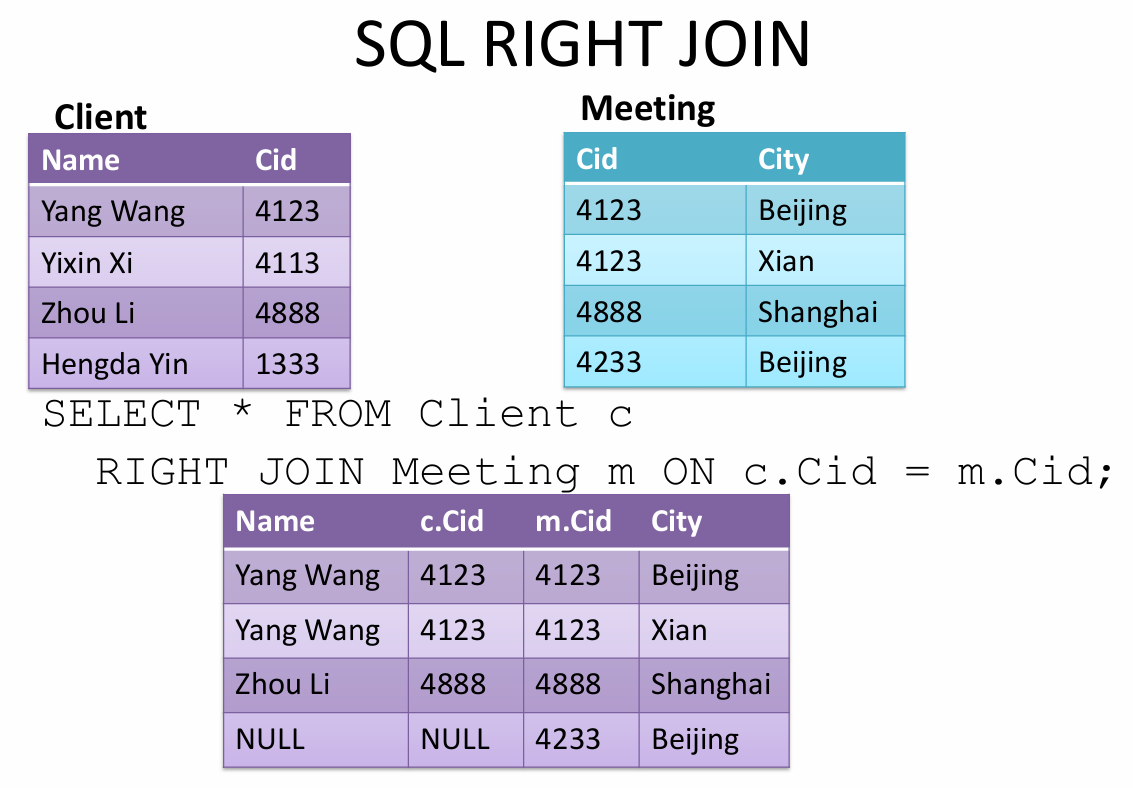 SQL RIGHT JOIN
Client
Name Cid
Yang Wang 4123
Yixin Xi 4113
Zhou Li 4888
Hengda Yin 1333
Meeting
Cid City
4123 Beijing
4123 Xian
4888 Shanghai
4233 Beijing
SELECT * FROM Client c
RIGHT JOIN Meeting m ON c.Cid = m.Cid;
Name c.Cid m.Cid City
Yang Wang 4123 4123 Beijing
Yang Wang 4123 4123 Xian
Zhou Li 4888 4888 Shanghai
NULL NULL 4233 Beijing